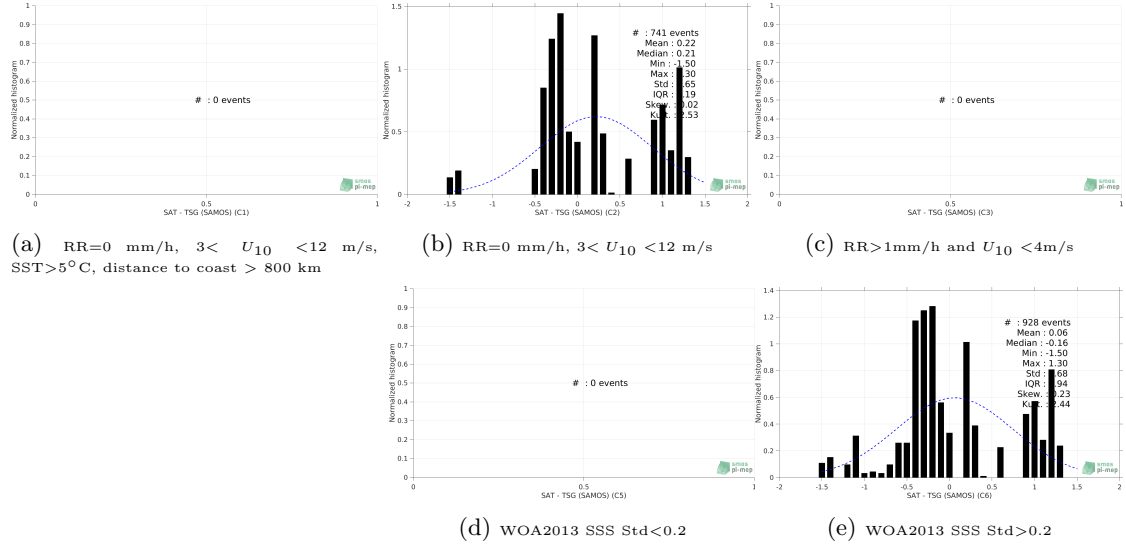 1
0.9
0.8
0.7
0.6
0.5
0.4
0.3
0.2
0.1
0
Normalized histogram
# : 0 events
0 0.5 1
SAT - TSG (SAMOS) (C1)
smos
pi-mep
1.5
1
0.5
0
Normalized histogram
# : 741 events
Mean : 0.22
Median : 0.21
Min : -1.50
Max :
Std :
IQR :
Skew. :
-2 -1.5 -1 -0.5 0 0.5 1 1.5 2
SAT - TSG (SAMOS) (C2)
smos
pi-mep
1
0.9
0.8
0.7
0.6
0.5
0.4
0.3
0.2
0.1
0
Normalized histogram
# : 0 events
0 0.5 1
SAT - TSG (SAMOS) (C3)
smos
pi-mep
(a) RR=0 mm/h, 3< U10 <12 m/s,
SST>5°C, distance to coast > 800 km
(b) RR=0 mm/h, 3< U10 <12 m/s
(c) RR>1mm/h and U10 <4m/s
1
0.9
0.8
0.7
0.6
0.5
0.4
0.3
0.2
0.1
0
Normalized histogram
# : 0 events
0 0.5 1
SAT - TSG (SAMOS) (C5)
smos
pi-mep
1.4
1.2
1
0.8
0.6
0.4
0.2
0
Normalized histogram
# : 928 events
Mean : 0.06
Median : -0.16
Min : -1.50
Max : 1.30
Std :
IQR :
Skew. :
-2 -1.5 -1 -0.5 0 0.5 1 1.5 2
SAT - TSG (SAMOS) (C6)
smos
pi-mep
(d) WOA2013 SSS Std<0.2
(e) WOA2013 SSS Std>0.2